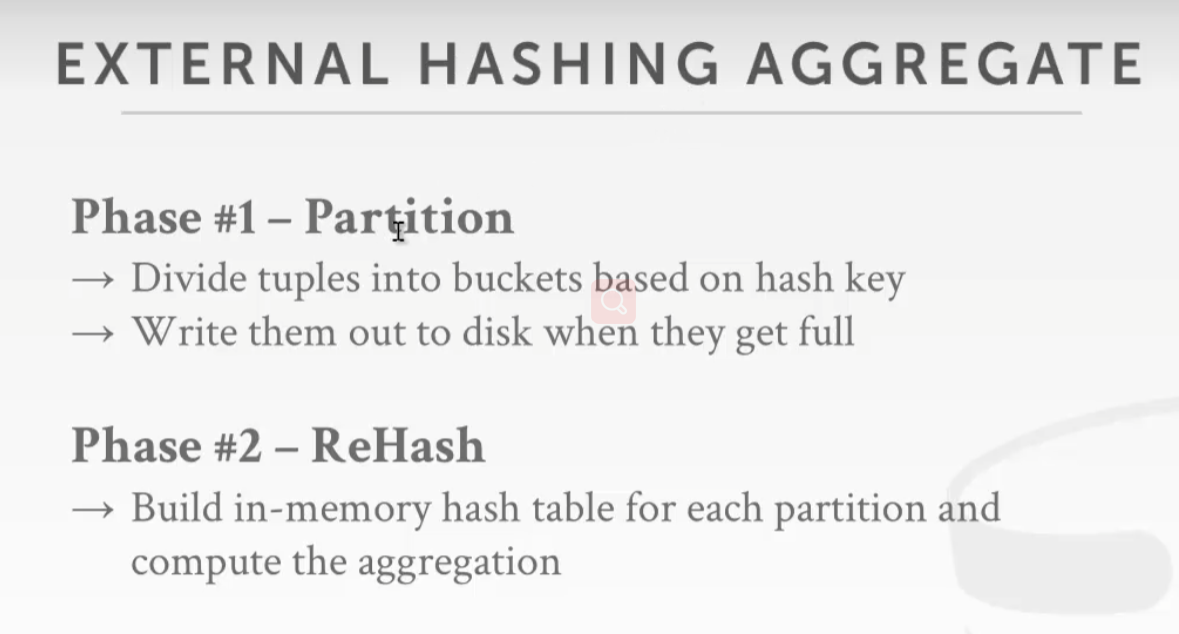 EXTERNAL HASHING AGGREGATE
Phase #1 – Partition
→ Divide tuples into buckets based on hash key
→ Write them out to disk when they get full
Phase #2 – ReHash
→ Build in-memory hash table for each partition and
compute the aggregation